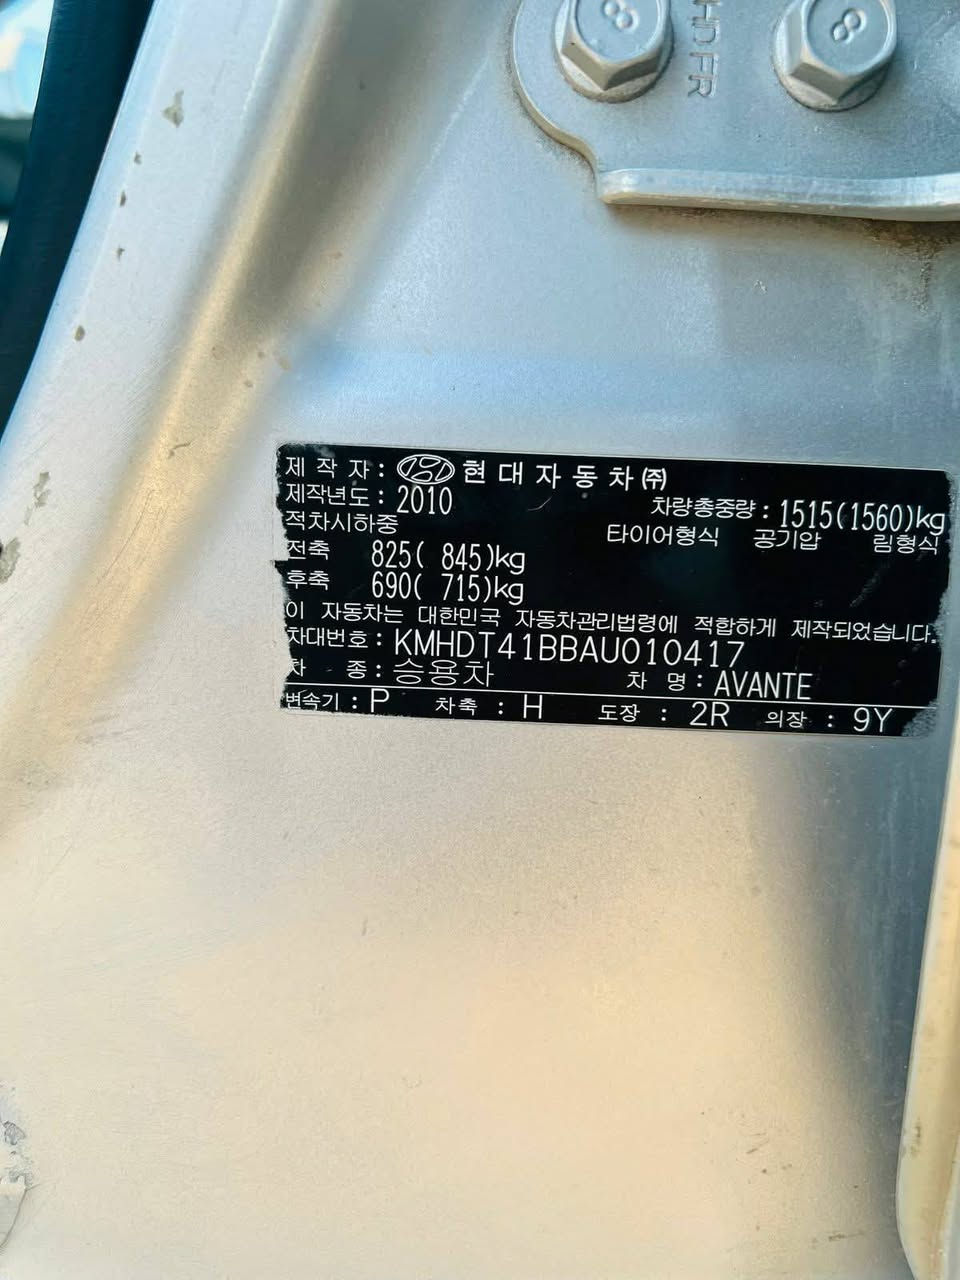 8 HD FR 8
제 작 자 : 현대자동차㈜
제작년도 : 2010 차량총중량 : 1515(1560)kg
적차시하중 타이어형식 공기압 림형식
전축 825( 845)kg
후축 690( 715)kg
이 자동차는 대한민국 자동차관리법령에 적합하게 제작되었습니다.
차대번호 : KMHDT41BBAU010417
차 종 : 승용차 차 명 : AVANTE
변속기 : P 차축 : H 도장 : 2R 의장 : 9Y